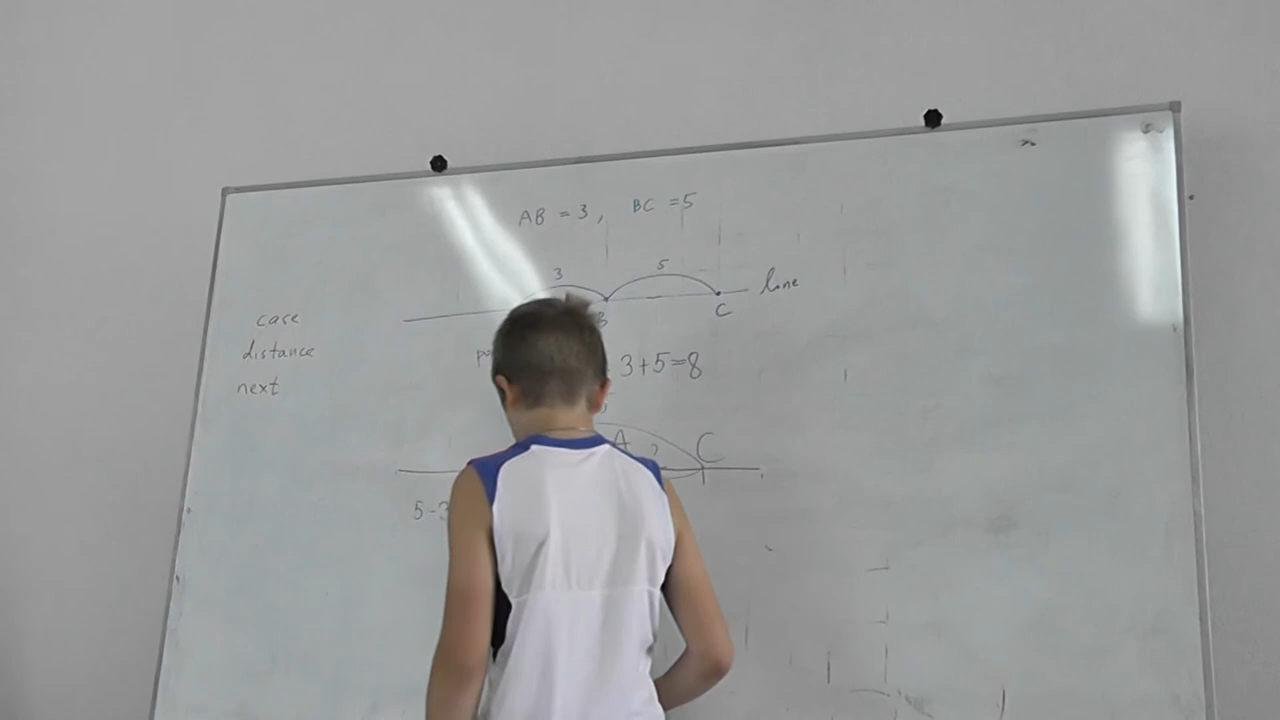 AB = 3, BC = 5
3 5
line
B C
case
distance
next
3+5=8
A C
?
5-3